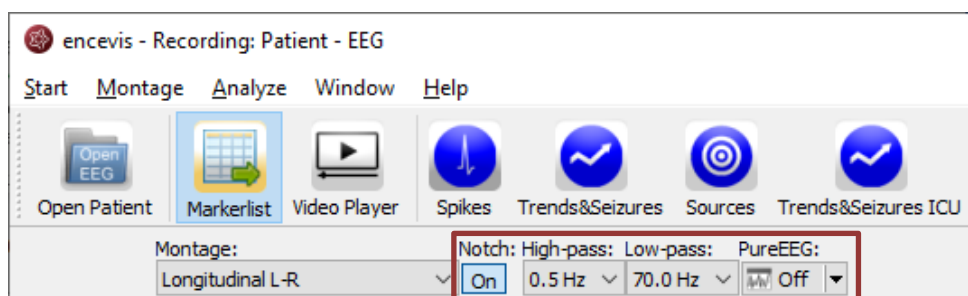 encevis - Recording: Patient - EEG
Start Montage Analyze Window Help
Open
EEG
Open Patient Markerlist Video Player Spikes Trends&Seizures Sources Trends&Seizures ICU
Montage: Notch: High-pass: Low-pass: PureEEG:
Longitudinal L-R On 0.5 Hz 70.0 Hz Off